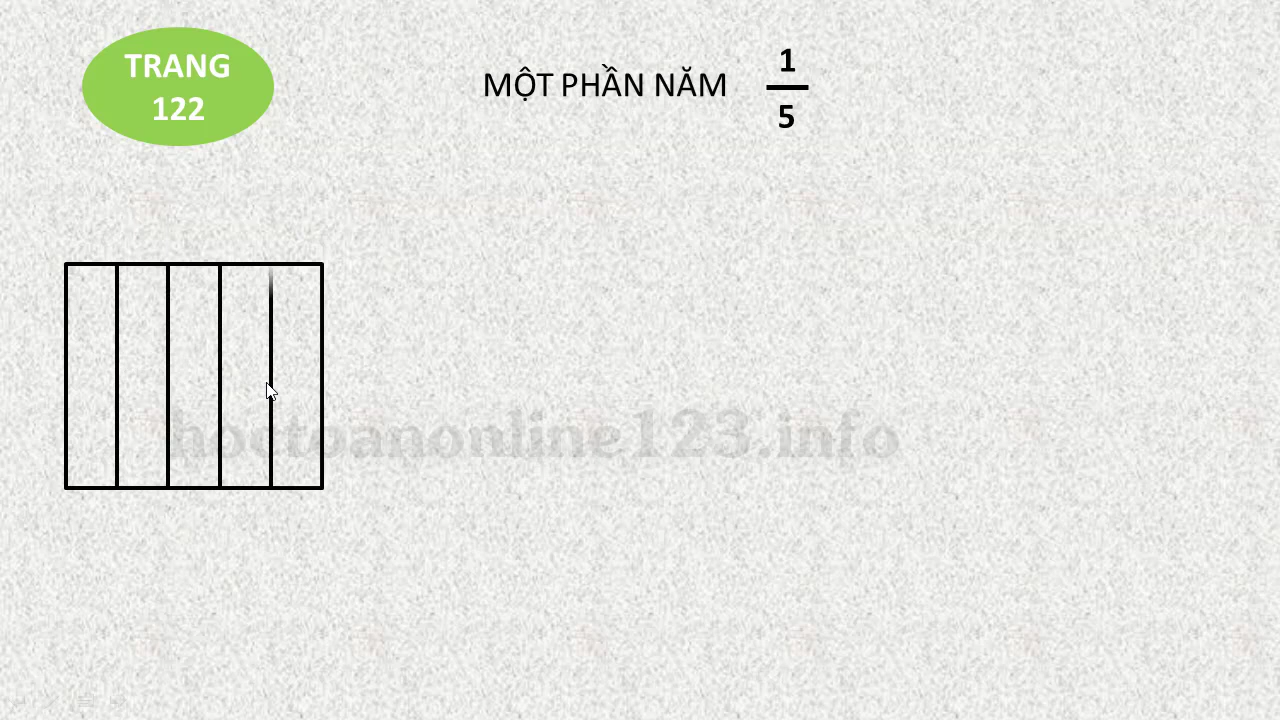 TRANG
122
MỘT PHẦN NĂM
1
5
hoctoanonline123.info